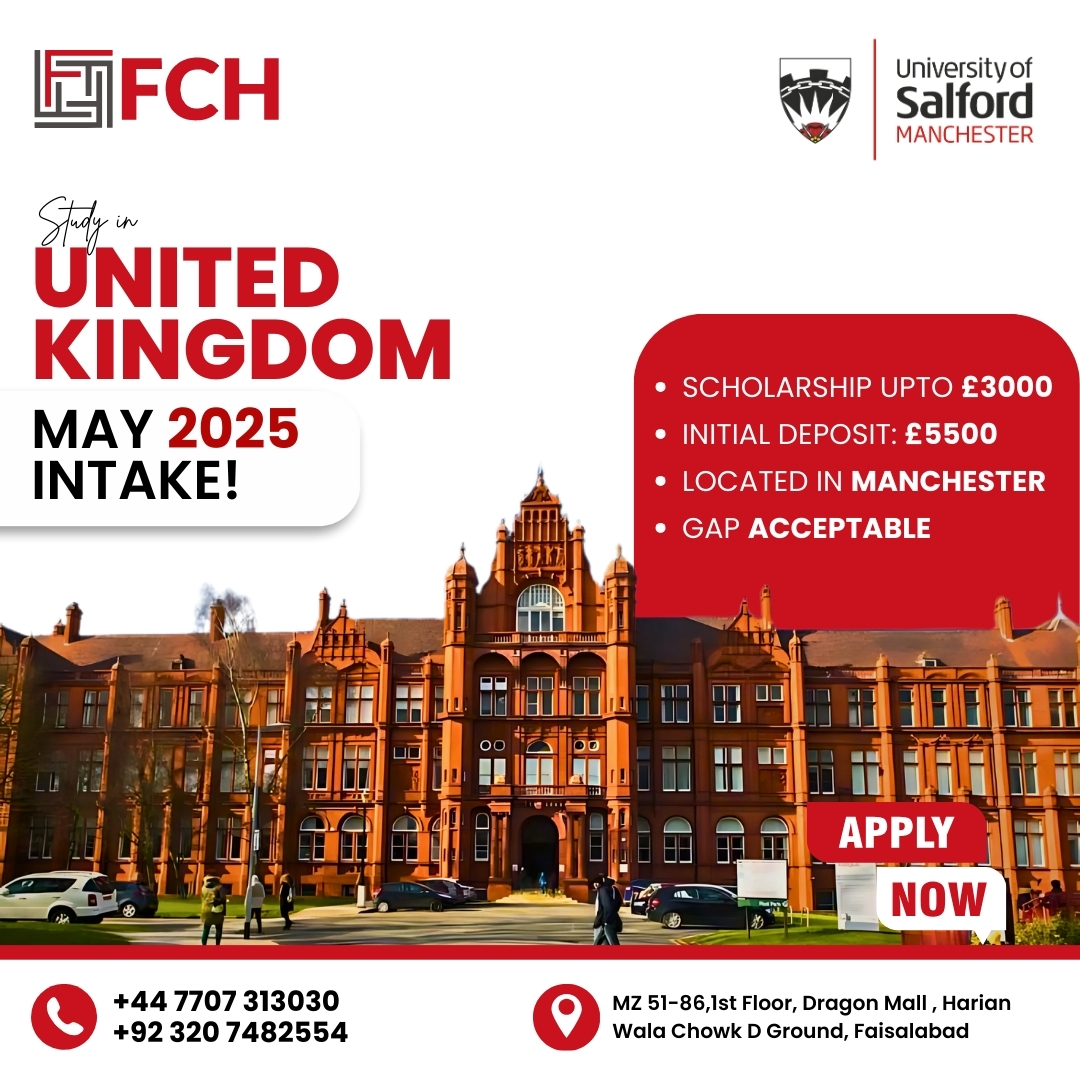 FCH
University of
Salford
MANCHESTER
Study in
UNITED
KINGDOM
MAY 2025
INTAKE!
• SCHOLARSHIP UPTO £3000
• INITIAL DEPOSIT: £5500
• LOCATED IN MANCHESTER
• GAP ACCEPTABLE
APPLY
NOW
+44 7707 313030
+92 320 7482554
MZ 51-86,1st Floor, Dragon Mall , Harian
Wala Chowk D Ground, Faisalabad